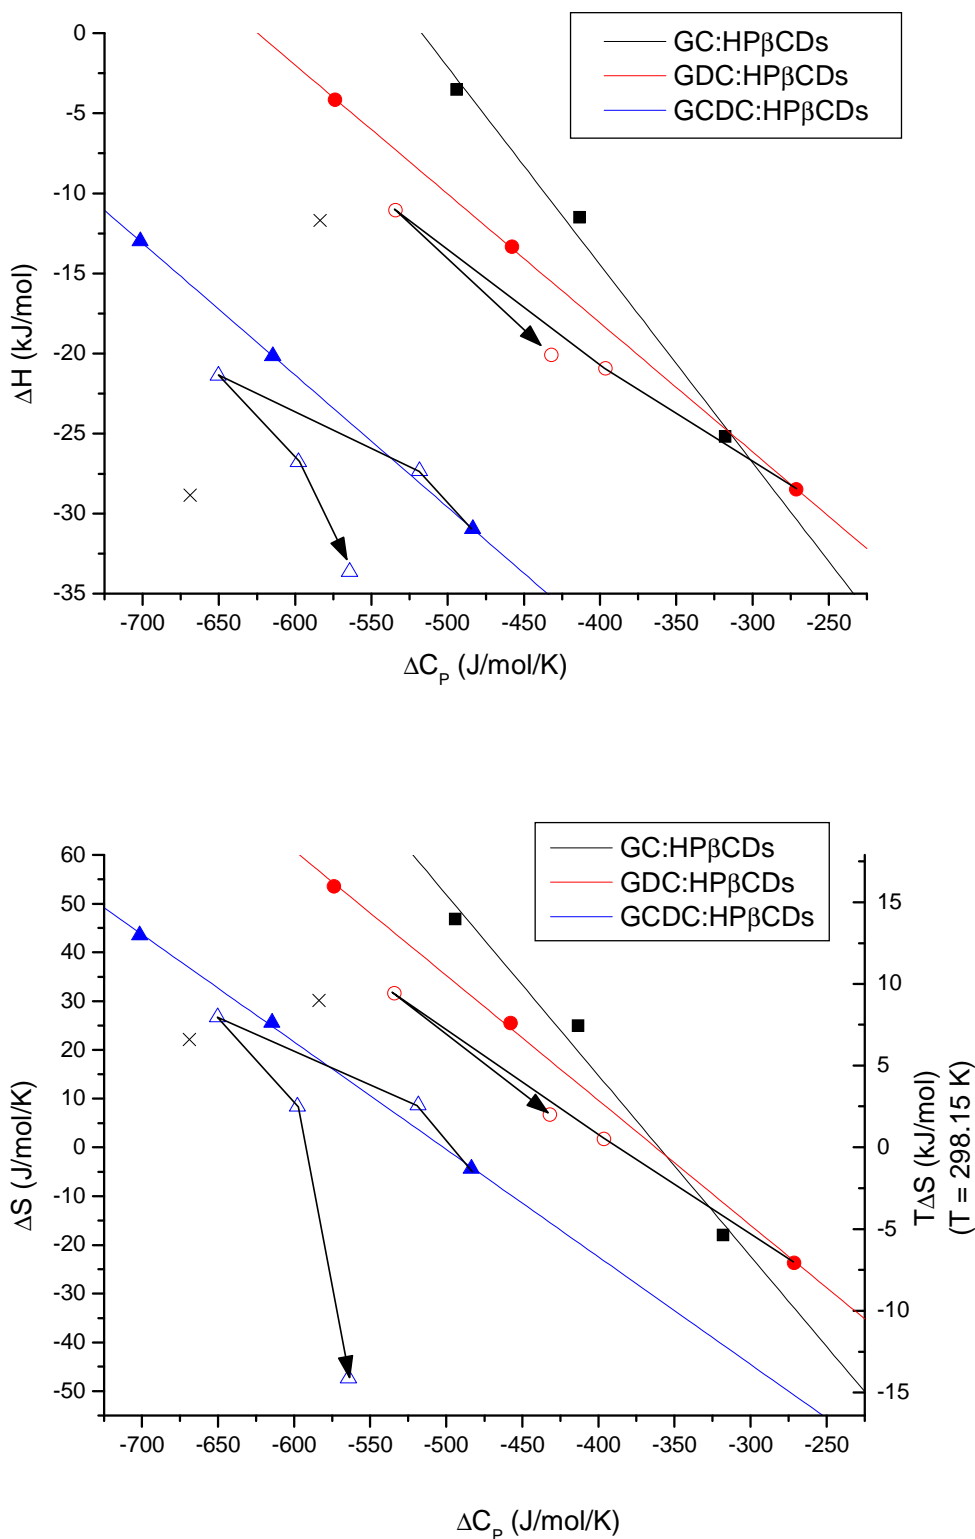 GC:HPβCDs
GDC:HPβCDs
GCDC:HPβCDs
0
-5
-10
-15
-20
-25
-30
-35
ΔH (kJ/mol)
-700 -650 -600 -550 -500 -450 -400 -350 -300 -250
ΔC_P (J/mol/K)
GC:HPβCDs
GDC:HPβCDs
GCDC:HPβCDs
60
50
40
30
20
10
0
-10
-20
-30
-40
-50
ΔS (J/mol/K)
15
10
5
0
-5
-10
-15
TΔS (kJ/mol)
(T = 298.15 K)
-700 -650 -600 -550 -500 -450 -400 -350 -300 -250
ΔC_P (J/mol/K)